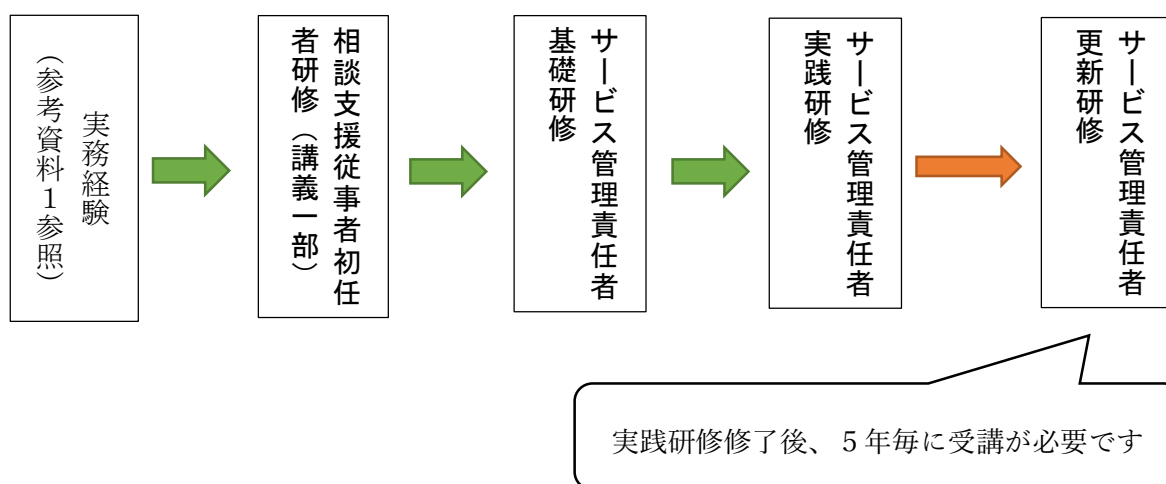 実務経験
（参考資料１参照）
相談支援従事者初任
者研修（講義一部）
サービス管理責任者
基礎研修
サービス管理責任者
実践研修
サービス管理責任者
更新研修
実践研修修了後、５年毎に受講が必要です